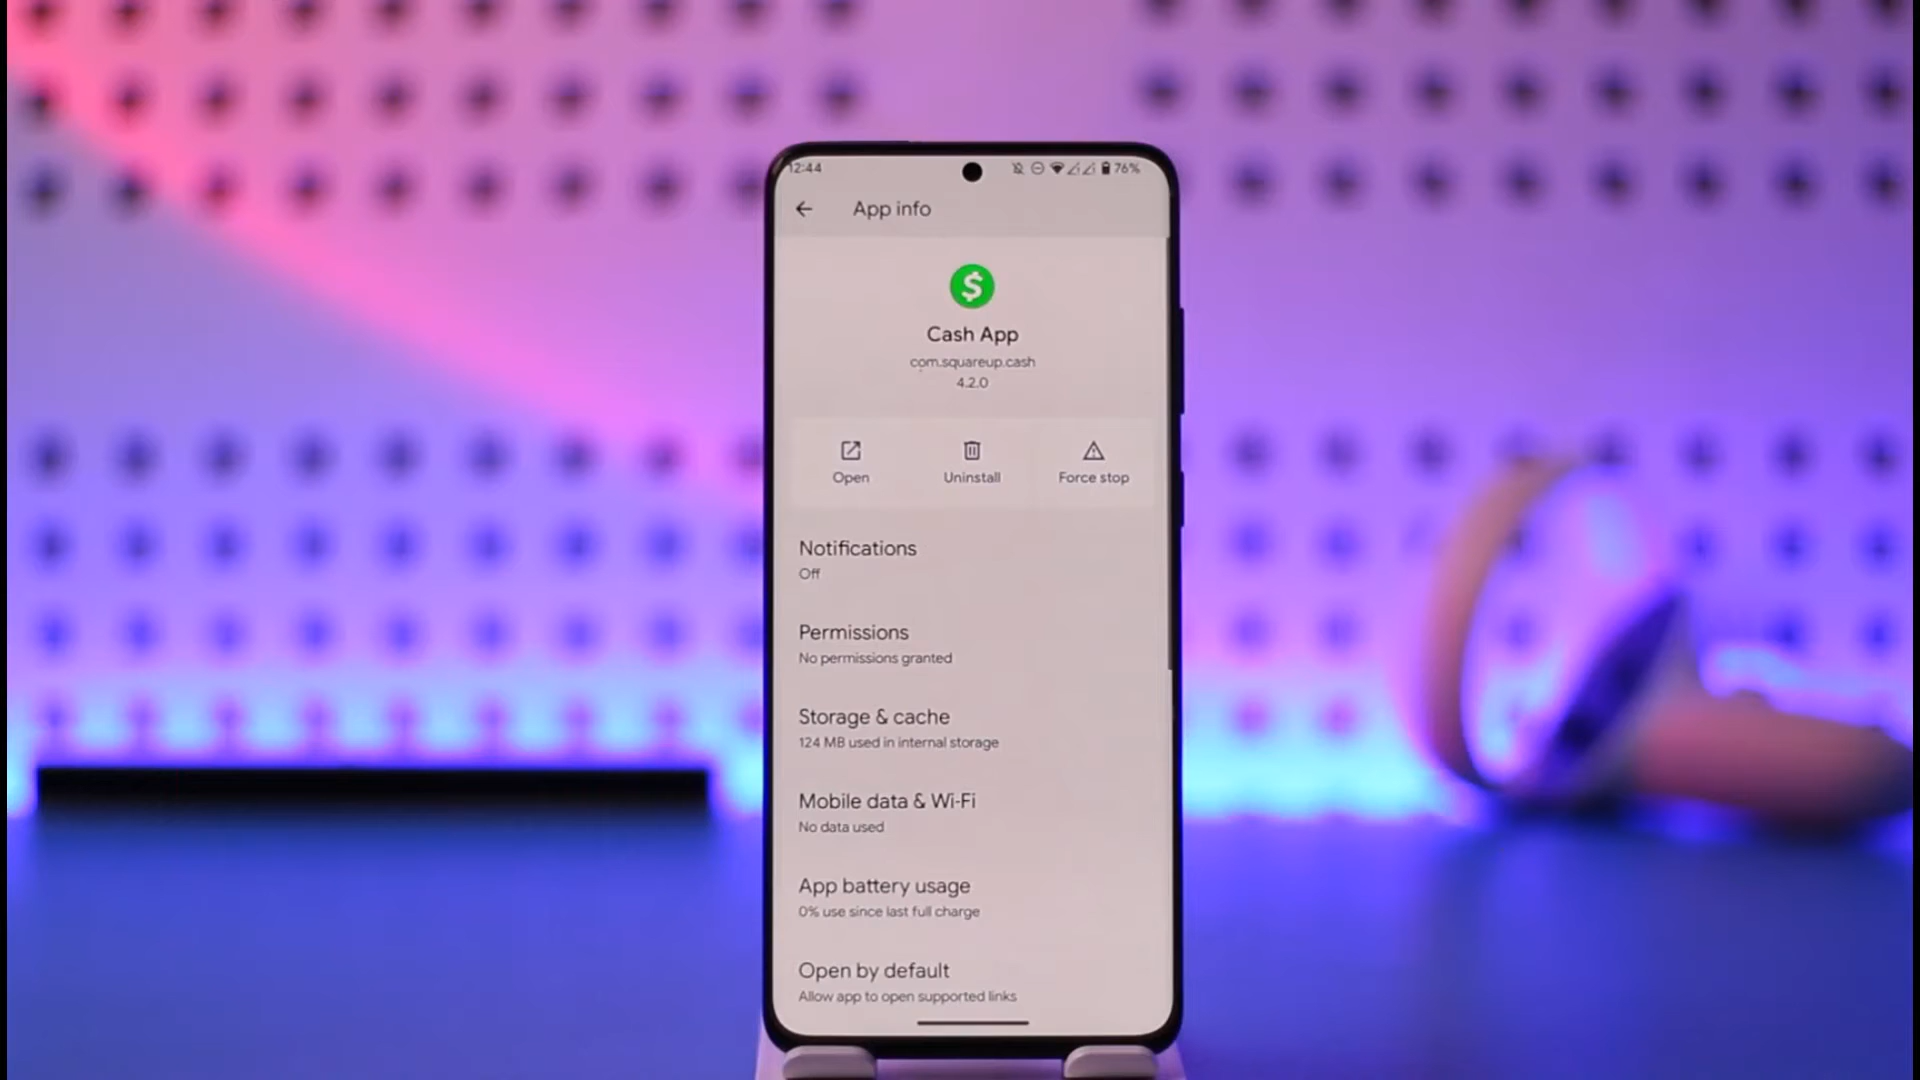 12:44
76%
App info
$
Cash App
com.squareup.cash
4.2.0
Open
Uninstall
Force stop
Notifications
Off
Permissions
No permissions granted
Storage & cache
124 MB used in internal storage
Mobile data & Wi-Fi
No data used
App battery usage
0% use since last full charge
Open by default
Allow app to open supported links